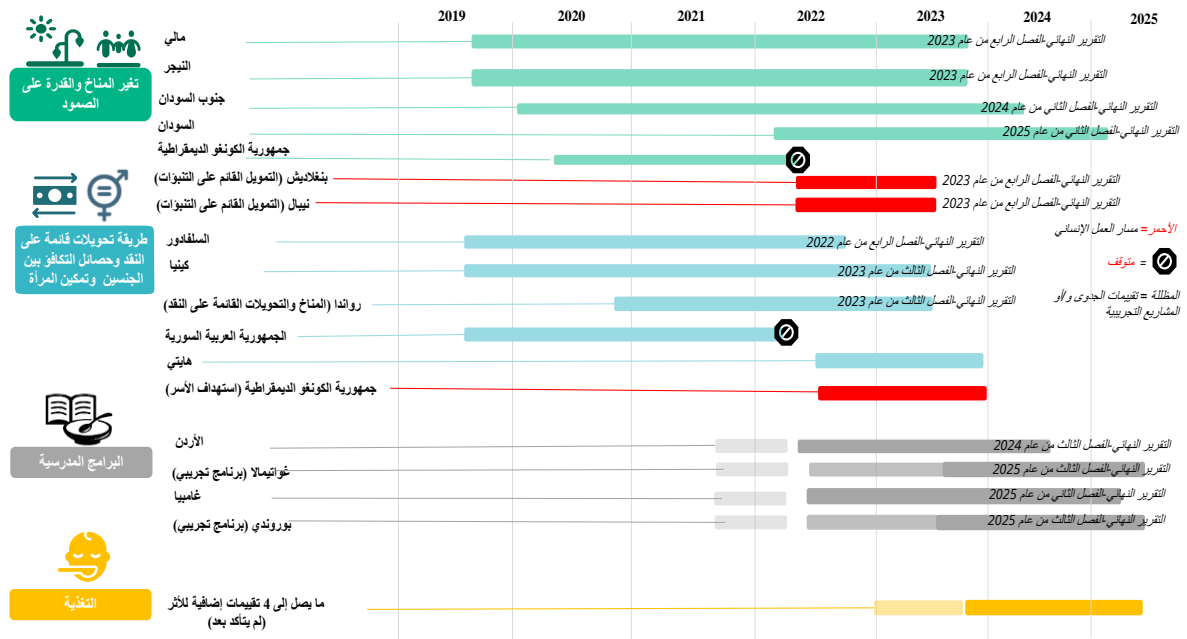 2019 2020 2021 2022 2023 2024 2025
تغير المناخ والقدرة على
الصمود
مالي
التقرير النهائي-الفصل الرابع من عام 2023
النيجر
التقرير النهائي-الفصل الرابع من عام 2023
جنوب السودان
التقرير النهائي-الفصل الثاني من عام 2024
السودان
التقرير النهائي-الفصل الثاني من عام 2025
جمهورية الكونغو الديمقراطية
بنغلاديش (التمويل القائم على التنبؤات)
التقرير النهائي-الفصل الرابع من عام 2023
نيبال (التمويل القائم على التنبؤات)
التقرير النهائي-الفصل الرابع من عام 2023
طريقة تحويلات قائمة على
النقد وحصائل التكافؤ بين
الجنسين وتمكين المرأة
السلفادور
التقرير النهائي-الفصل الرابع من عام 2022
كينيا
التقرير النهائي-الفصل الثالث من عام 2023
رواندا (المناخ والتحويلات القائمة على النقد)
التقرير النهائي-الفصل الثالث من عام 2023
الجمهورية العربية السورية
هايتي
جمهورية الكونغو الديمقراطية (استهداف الأسر)
الأحمر = مسار العمل الإنساني
= متوقف
المظللة = تقييمات الجدوى و/أو
المشاريع التجريبية
البرامج المدرسية
الأردن
التقرير النهائي-الفصل الثالث من عام 2024
غواتيمالا (برنامج تجريبي)
التقرير النهائي-الفصل الثالث من عام 2025
غامبيا
التقرير النهائي-الفصل الثاني من عام 2025
بوروندي (برنامج تجريبي)
التقرير النهائي-الفصل الثالث من عام 2025
التغذية
ما يصل إلى 4 تقييمات إضافية للأثر
(لم يتأكد بعد)